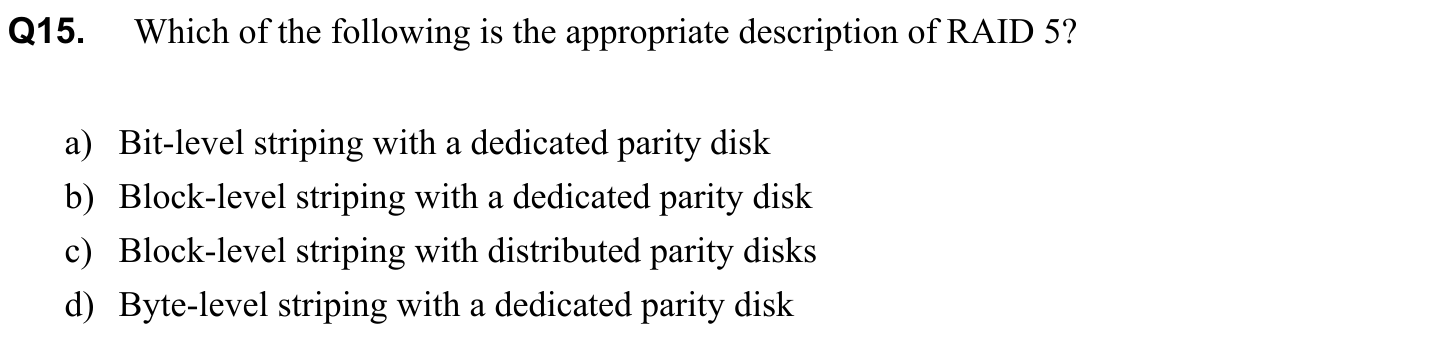 Q15. Which of the following is the appropriate description of RAID 5?
a) Bit-level striping with a dedicated parity disk
b) Block-level striping with a dedicated parity disk
c) Block-level striping with distributed parity disks
d) Byte-level striping with a dedicated parity disk